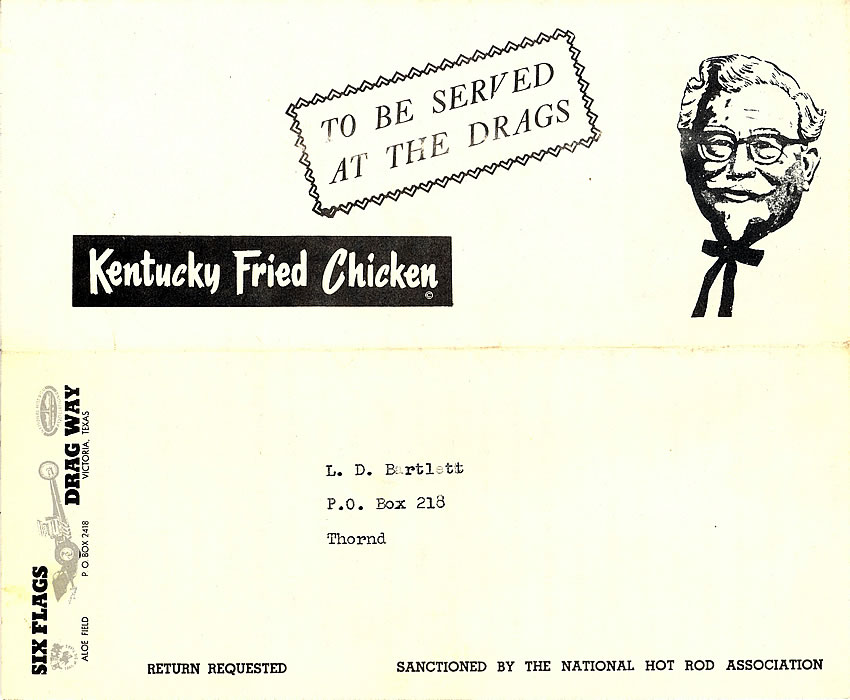 TO BE SERVED
AT THE DRAGS
Kentucky Fried Chicken
©
SIX FLAGS DRAG WAY
ALOE FIELD P.O. BOX 2418 VICTORIA, TEXAS
L. D. Bartlett
P.O. Box 218
Thornd
RETURN REQUESTED
SANCTIONED BY THE NATIONAL HOT ROD ASSOCIATION